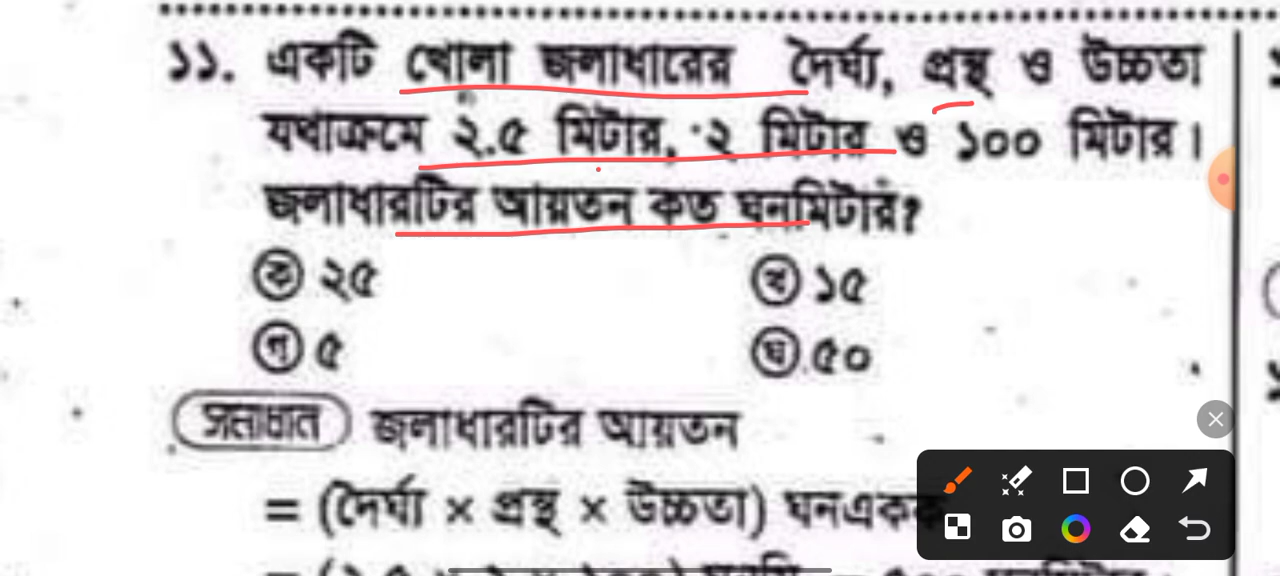 ১১. একটি খোলা জলাধারের দৈর্ঘ্য, প্রস্থ ও উচ্চতা
যথাক্রমে ২.৫ মিটার, ২ মিটার ও ১০০ মিটার।
জলাধারটির আয়তন কত ঘনমিটার?
ক ২৫ খ ১৫
গ ৫ ঘ ৫০
সমাধান জলাধারটির আয়তন
= (দৈর্ঘ্য × প্রস্থ × উচ্চতা) ঘনএকক